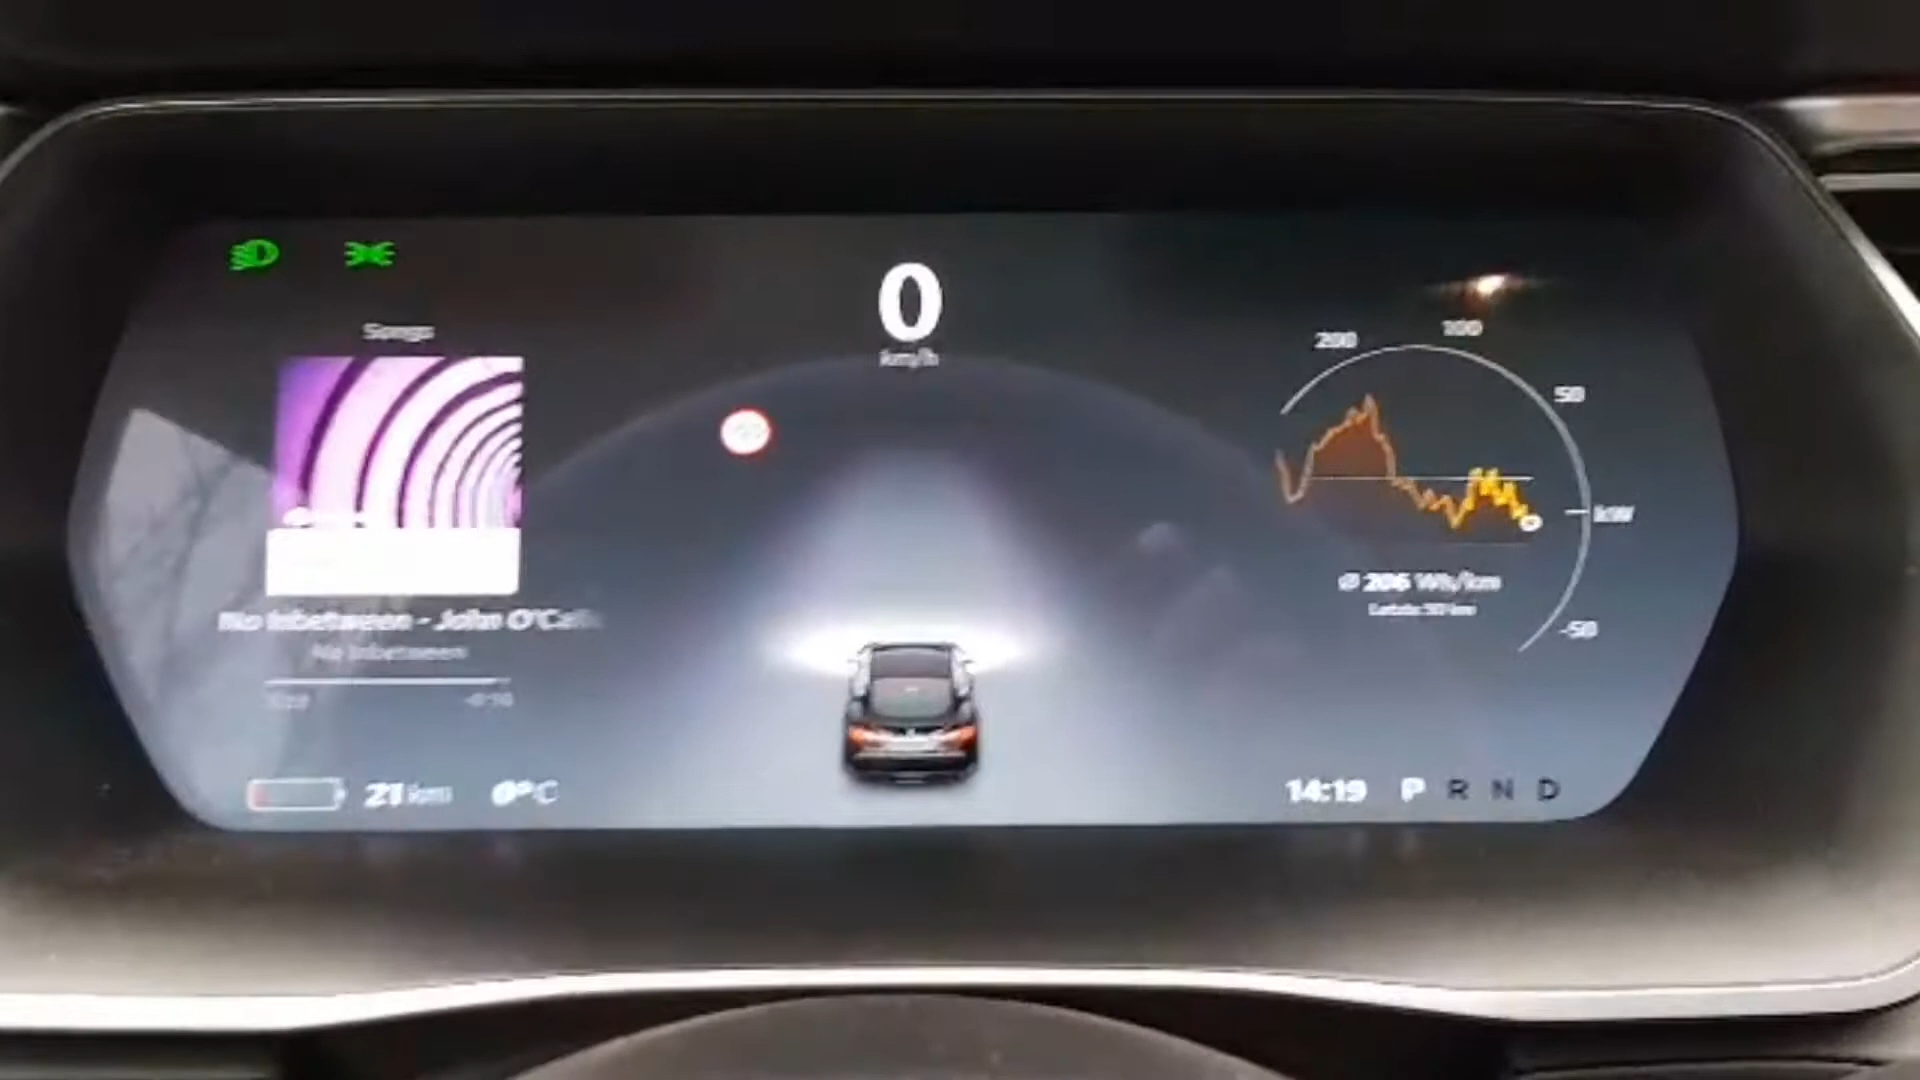 0
km/h
Songs
200
100
50
kW
-50
Ø 206 Wh/km
Letzte 50 km
No Inbetween - John O'Call
No Inbetween
21 km
0°C
14:19
P R N D